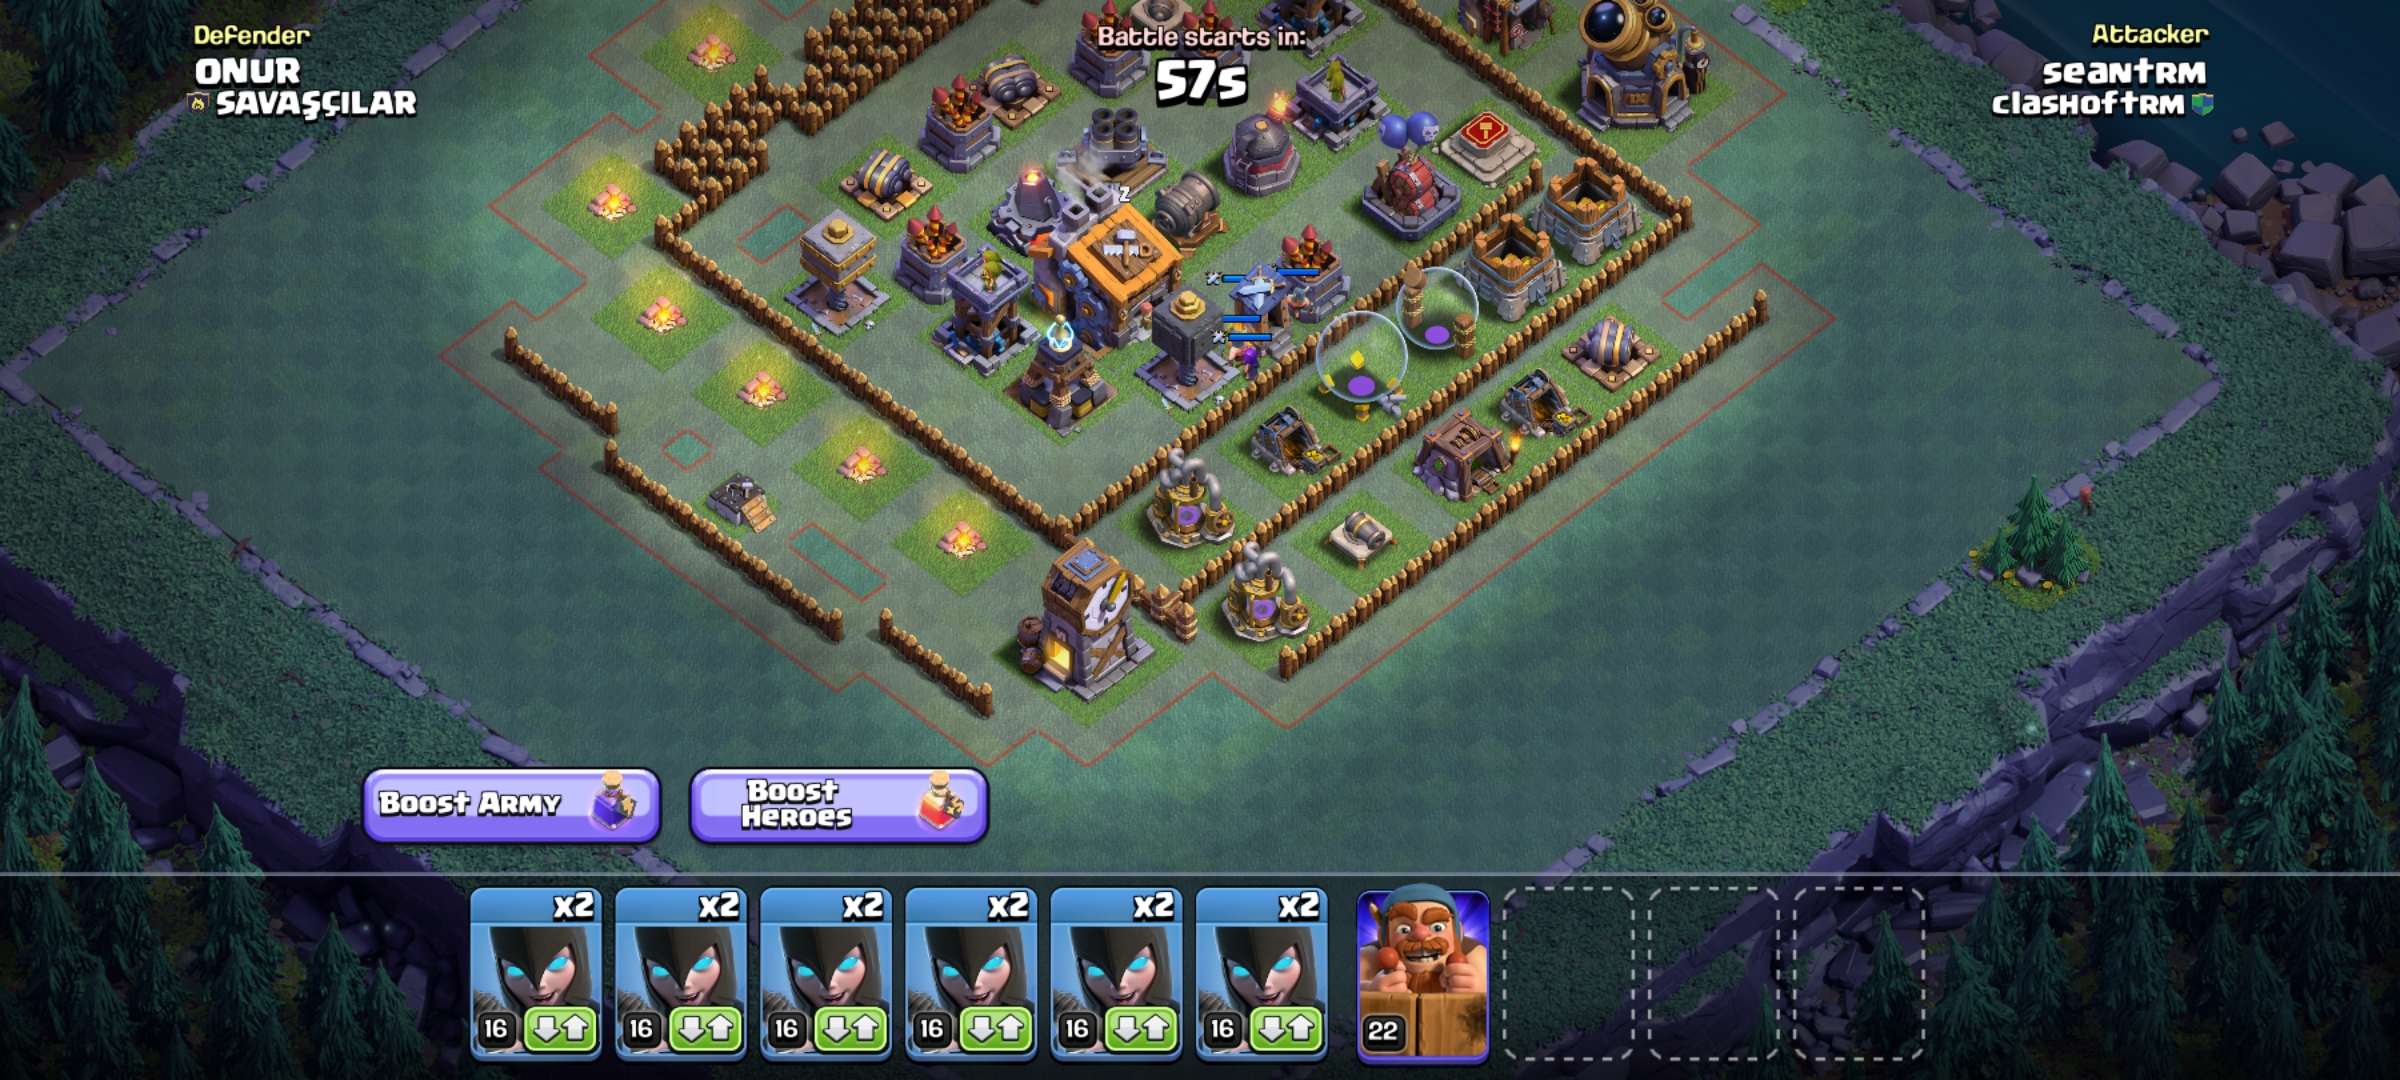 Defender
ONUR
SAVAŞÇILAR
Battle starts in:
57s
Attacker
seantRM
clashoftRM
z
Boost Army
Boost
Heroes
x2
x2
x2
x2
x2
x2
16
16
16
16
16
16
22